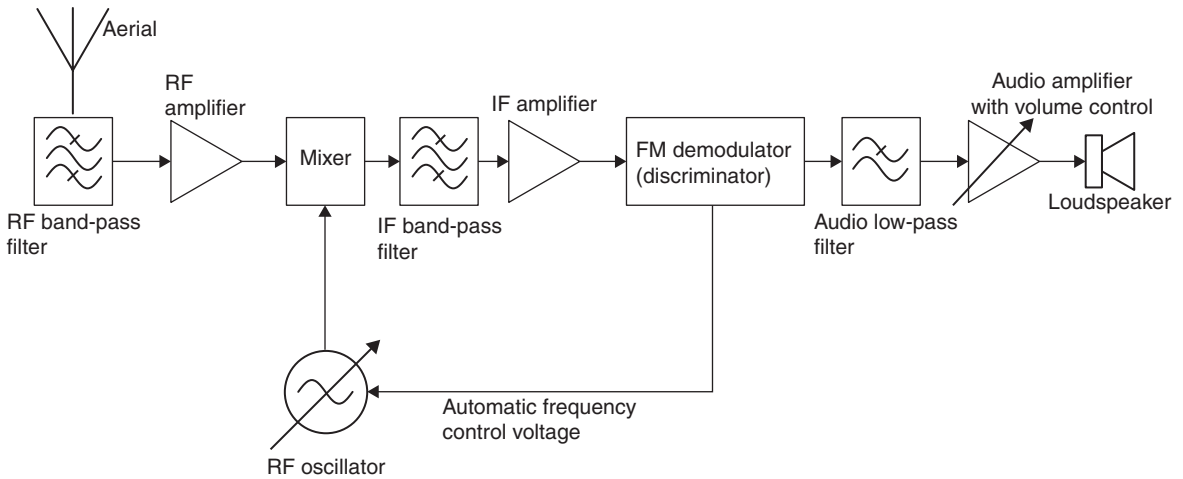 Aerial
RF
amplifier
IF amplifier
Audio amplifier
with volume control
Mixer
FM demodulator
(discriminator)
RF band-pass
filter
IF band-pass
filter
Audio low-pass
filter
Loudspeaker
Automatic frequency
control voltage
RF oscillator